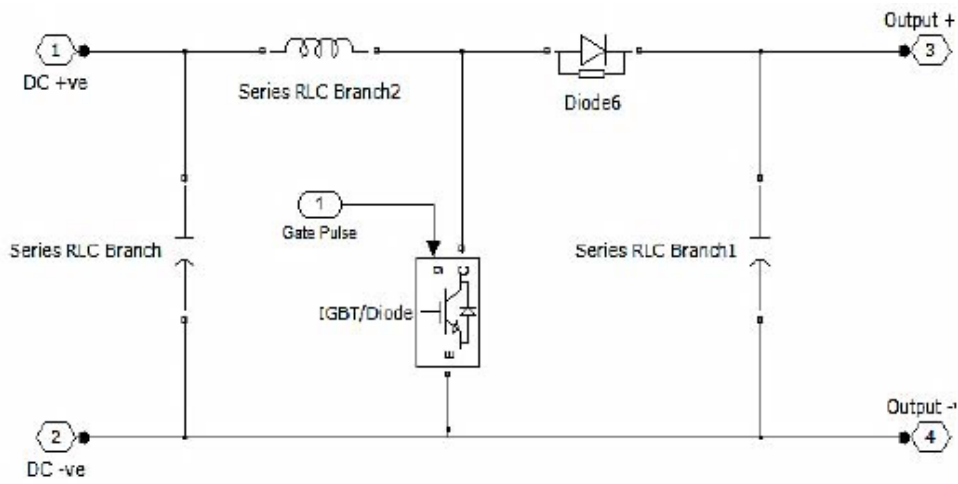 Output +
1
3
DC +ve
Series RLC Branch2
Diode6
1
Gate Pulse
Series RLC Branch
Series RLC Branch1
g
C
IGBT/Diode
E
Output -
2
4
DC -ve